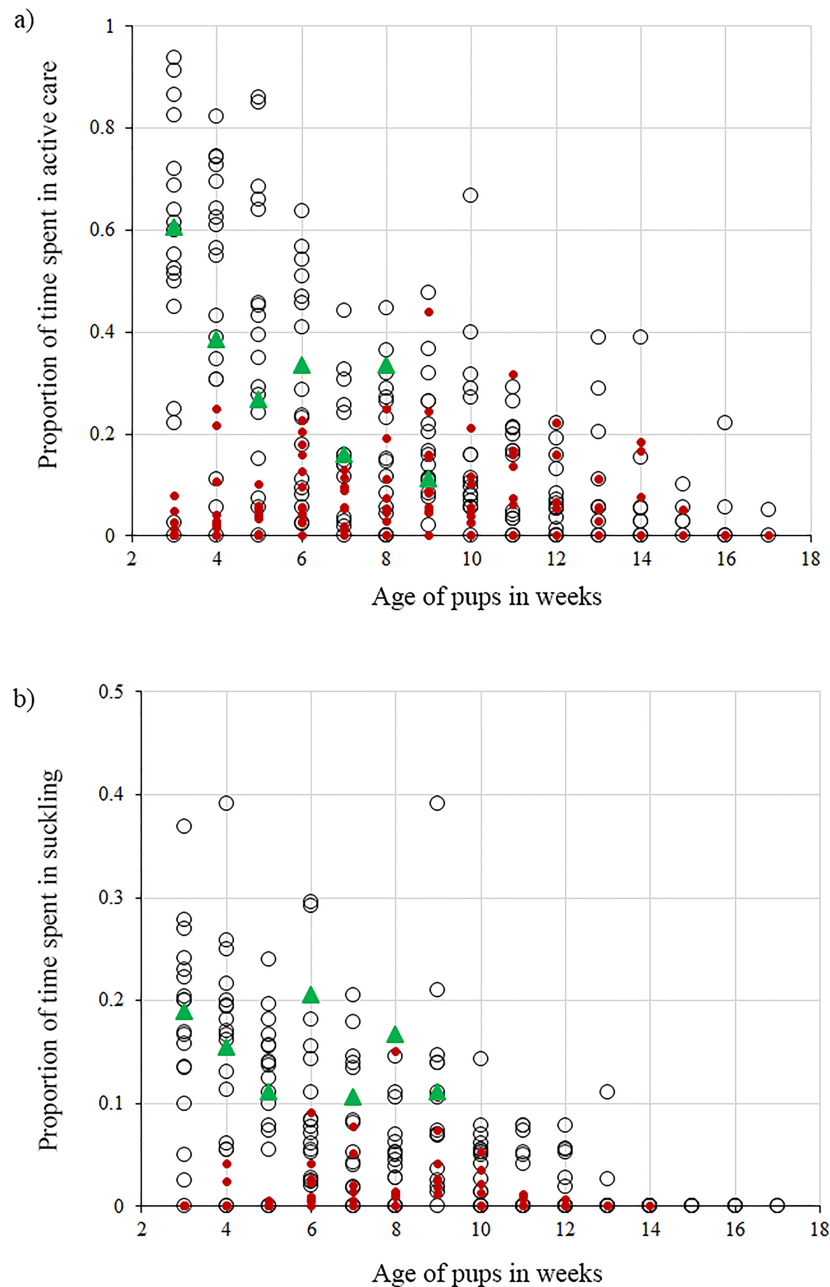 a)
1
0.8
0.6
0.4
0.2
0
2 4 6 8 10 12 14 16 18
Proportion of time spent in active care
Age of pups in weeks
b)
0.5
0.4
0.3
0.2
0.1
0
2 4 6 8 10 12 14 16 18
Proportion of time spent in suckling
Age of pups in weeks